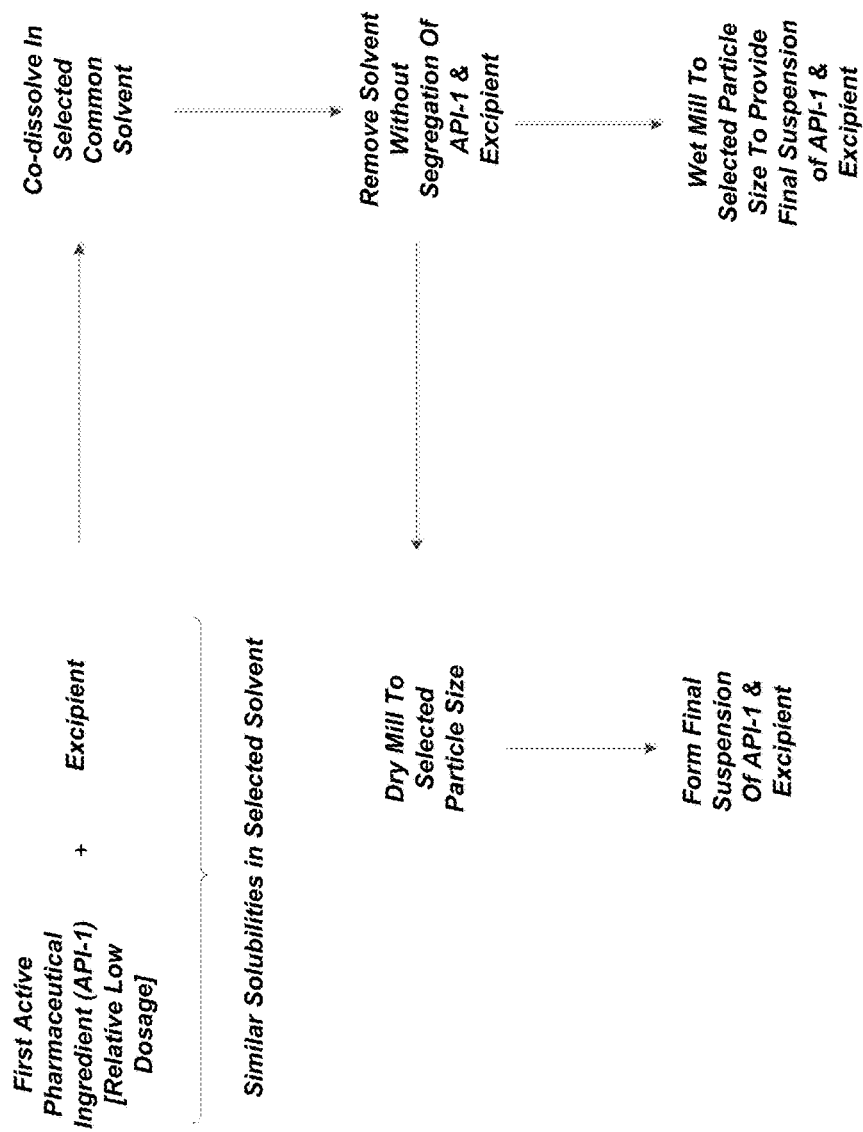 First Active
Pharmaceutical
Ingredient (API-1)
[Relative Low
Dosage]
+
Excipient
Similar Solubilities in Selected Solvent
Co-dissolve In
Selected
Common
Solvent
Remove Solvent
Without
Segregation Of
API-1 &
Excipient
Dry Mill To
Selected
Particle Size
Form Final
Suspension
Of API-1 &
Excipient
Wet Mill To
Selected Particle
Size To Provide
Final Suspension
of API-1 &
Excipient